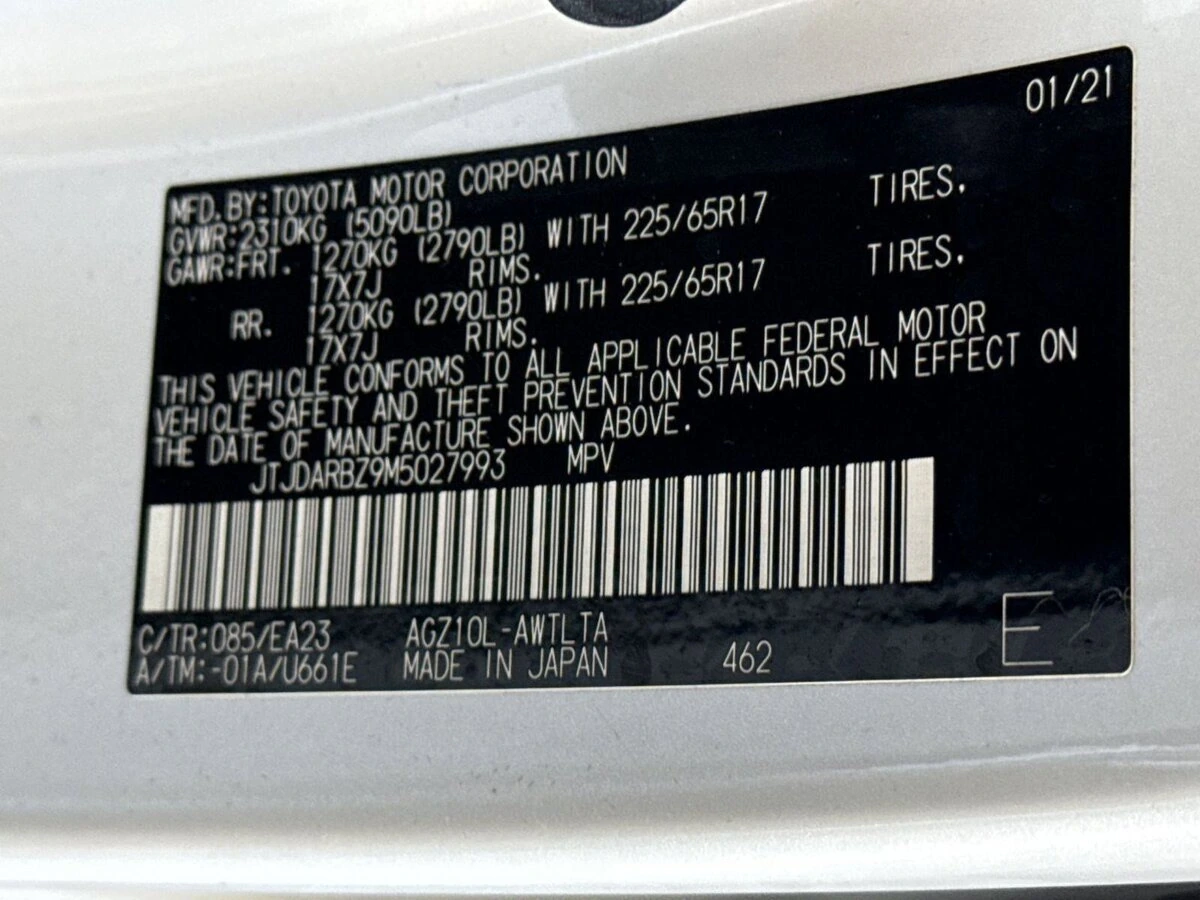 01/21
MFD.BY:TOYOTA MOTOR CORPORATION
GVWR:2310KG (5090LB)
GAWR:FRT. 1270KG (2790LB) WITH 225/65R17 TIRES.
17X7J RIMS.
RR. 1270KG (2790LB) WITH 225/65R17 TIRES.
17X7J RIMS.
THIS VEHICLE CONFORMS TO ALL APPLICABLE FEDERAL MOTOR
VEHICLE SAFETY AND THEFT PREVENTION STANDARDS IN EFFECT ON
THE DATE OF MANUFACTURE SHOWN ABOVE.
JTJDARBZ9M5027993 MPV
C/TR:085/EA23 AGZ10L-AWTLTA
A/TM:-01A/U661E MADE IN JAPAN 462 E